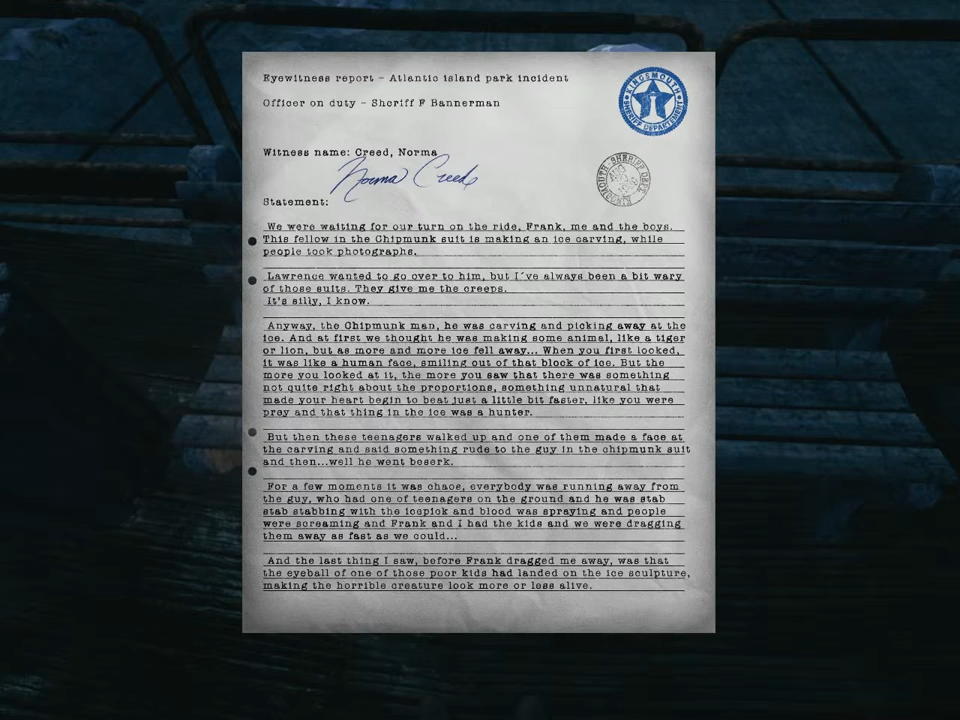 Eyewitness report - Atlantic island park incident
Officer on duty - Sheriff F Bannerman
KINGSMOUTH
SHERIFF DEPARTEMENT
Witness name: Creed, Norma
Norma Creed
Statement:
We were waiting for our turn on the ride, Frank, me and the boys.
This fellow in the Chipmunk suit is making an ice carving, while
people took photographs.
Lawrence wanted to go over to him, but I´ve always been a bit wary
of those suits. They give me the creeps.
It's silly, I know.
Anyway, the Chipmunk man, he was carving and picking away at the
ice. And at first we thought he was making some animal, like a tiger
or lion, but as more and more ice fell away... When you first looked,
it was like a human face, smiling out of that block of ice. But the
more you looked at it, the more you saw that there was something
not quite right about the proportions, something unnatural that
made your heart begin to beat just a little bit faster, like you were
prey and that thing in the ice was a hunter.
But then these teenagers walked up and one of them made a face at
the carving and said something rude to the guy in the chipmunk suit
and then...well he went beserk.
For a few moments it was chaos, everybody was running away from
the guy, who had one of teenagers on the ground and he was stab
stab stabbing with the icepick and blood was spraying and people
were screaming and Frank and I had the kids and we were dragging
them away as fast as we could...
And the last thing I saw, before Frank dragged me away, was that
the eyeball of one of those poor kids had landed on the ice sculpture,
making the horrible creature look more or less alive.